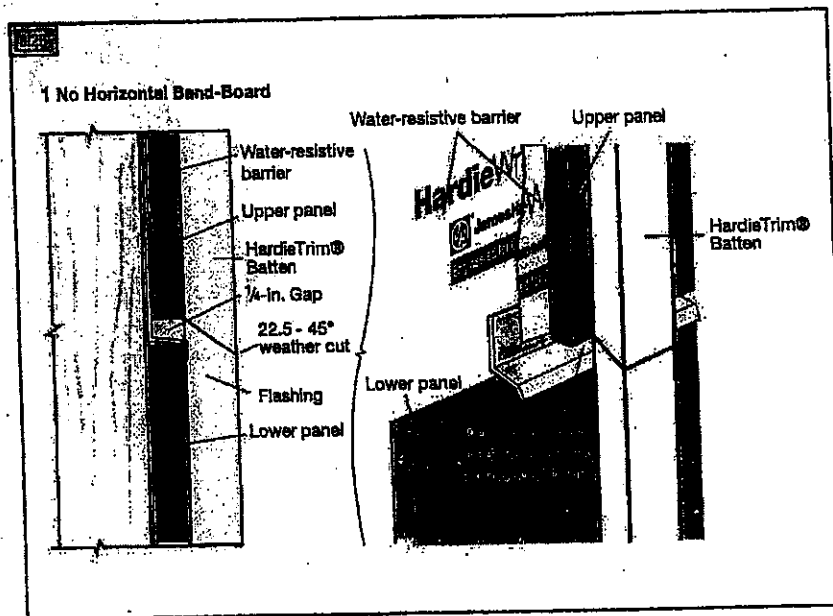 1 No Horizontal Band-Board
Water-resistive
barrier
Upper panel
HardieTrim®
Batten
1/4-in. Gap
22.5 - 45°
weather cut
Flashing
Lower panel
Water-resistive barrier
Upper panel
HardieWr
HardieTrim®
Batten
Lower panel